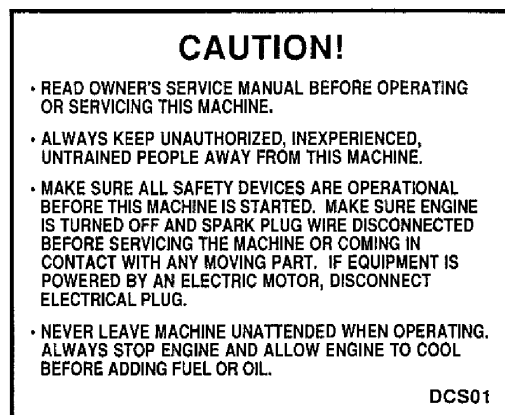 CAUTION!
• READ OWNER'S SERVICE MANUAL BEFORE OPERATING
OR SERVICING THIS MACHINE.
• ALWAYS KEEP UNAUTHORIZED, INEXPERIENCED,
UNTRAINED PEOPLE AWAY FROM THIS MACHINE.
• MAKE SURE ALL SAFETY DEVICES ARE OPERATIONAL
BEFORE THIS MACHINE IS STARTED. MAKE SURE ENGINE
IS TURNED OFF AND SPARK PLUG WIRE DISCONNECTED
BEFORE SERVICING THE MACHINE OR COMING IN
CONTACT WITH ANY MOVING PART. IF EQUIPMENT IS
POWERED BY AN ELECTRIC MOTOR, DISCONNECT
ELECTRICAL PLUG.
• NEVER LEAVE MACHINE UNATTENDED WHEN OPERATING.
ALWAYS STOP ENGINE AND ALLOW ENGINE TO COOL
BEFORE ADDING FUEL OR OIL.
DCS01